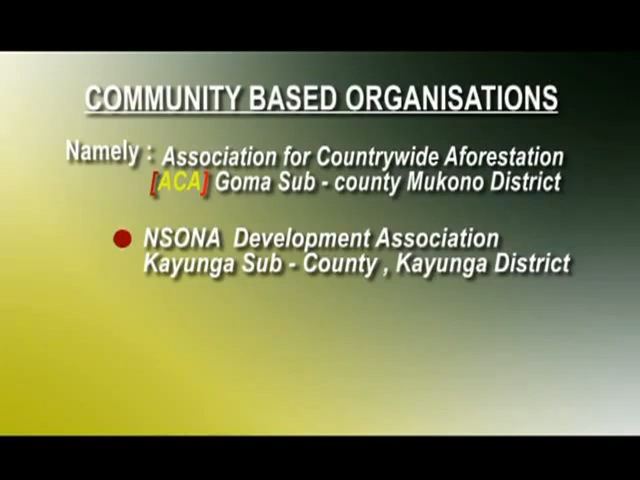 COMMUNITY BASED ORGANISATIONS
Namely : Association for Countrywide Aforestation
[ACA] Goma Sub - county Mukono District
NSONA Development Association
Kayunga Sub - County , Kayunga District